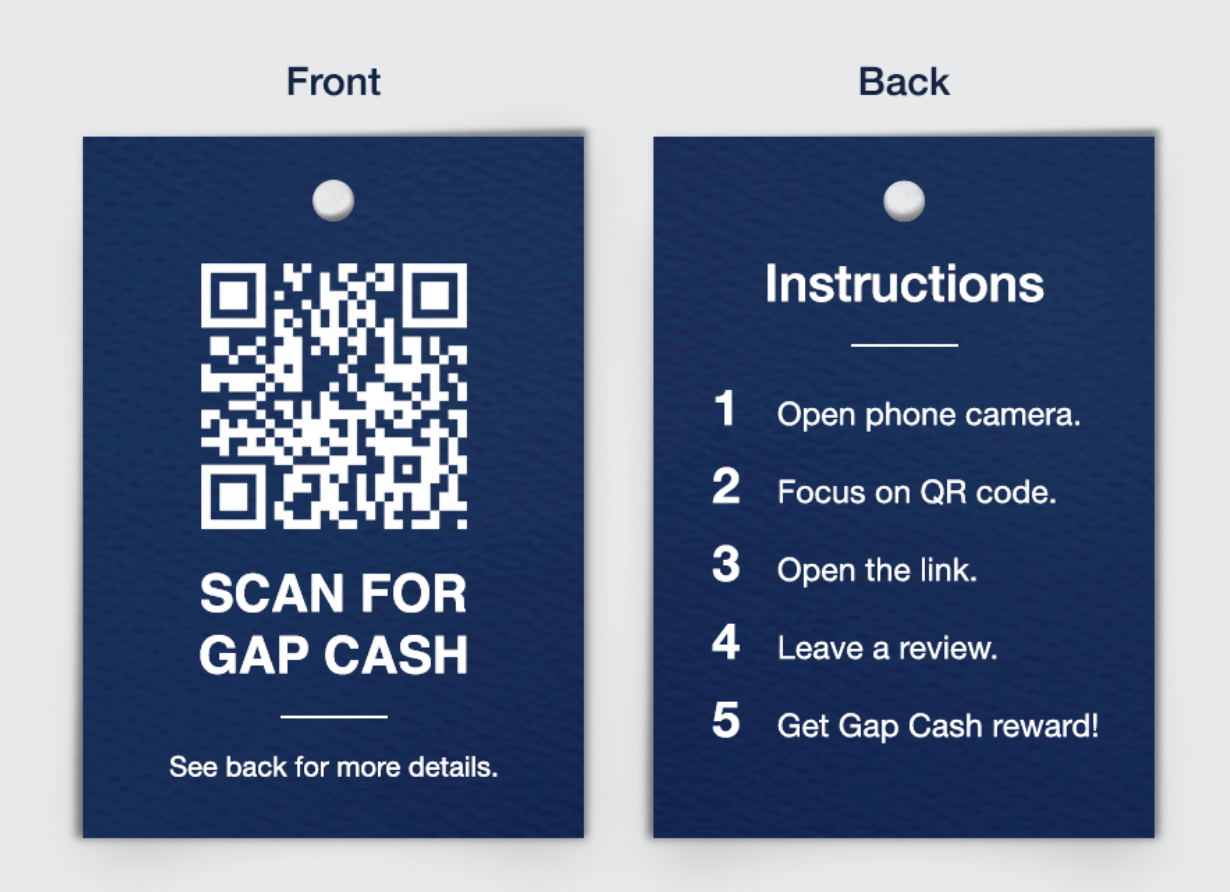 Front
SCAN FOR
GAP CASH
See back for more details.
Back
Instructions
1 Open phone camera.
2 Focus on QR code.
3 Open the link.
4 Leave a review.
5 Get Gap Cash reward!